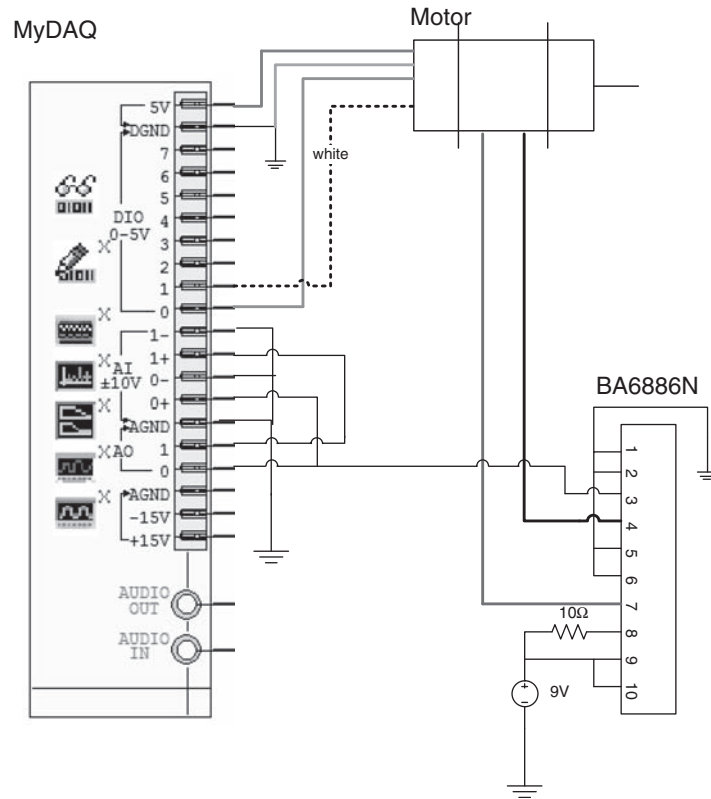 MyDAQ
Motor
5V
DGND
7
6
5
DIO
0-5V
4
3
2
1
0
white
X
X
X
X
X
X
01011
01011
1-
1+
AI
±10V
0-
0+
AGND
AO
1
0
AGND
-15V
+15V
AUDIO
OUT
AUDIO
IN
BA6886N
1
2
3
4
5
6
7
8
9
10
10Ω
+
−
9V